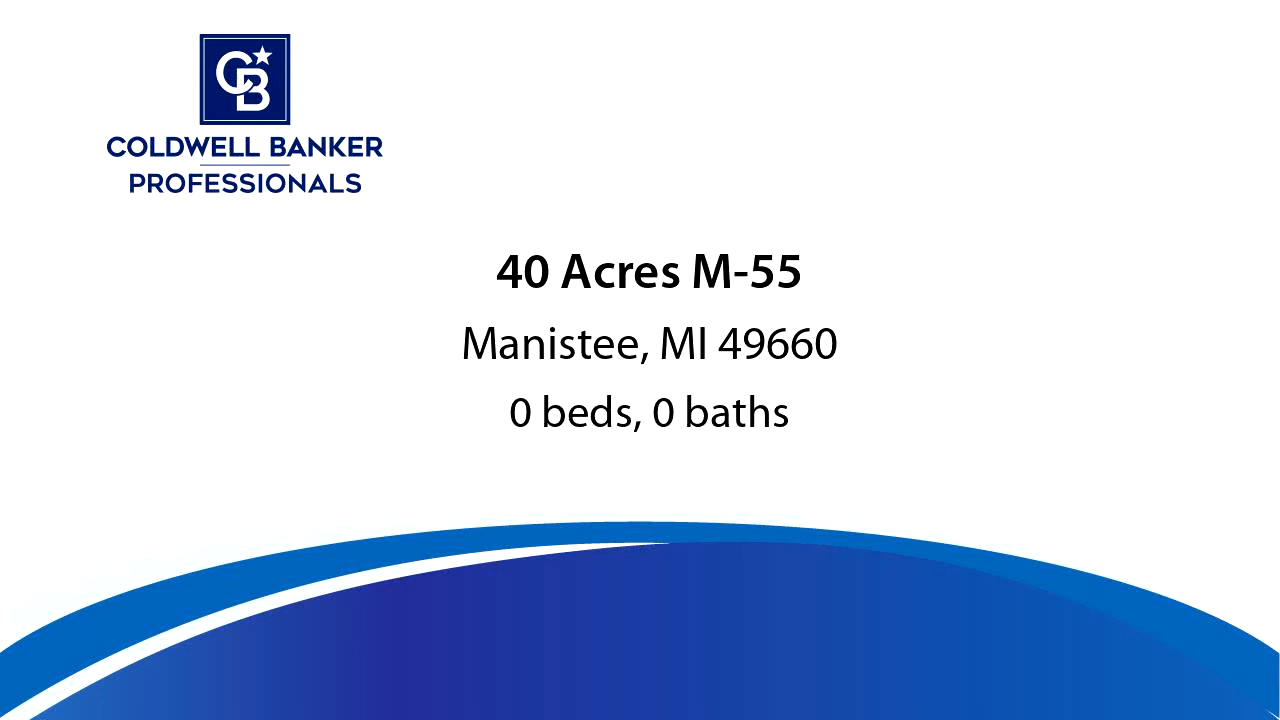 CB
COLDWELL BANKER
PROFESSIONALS
40 Acres M-55
Manistee, MI 49660
0 beds, 0 baths